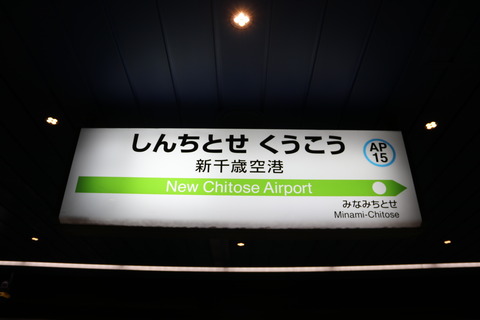 しんちとせ くうこう
新千歳空港
AP
15
New Chitose Airport
みなみちとせ
Minami-Chitose